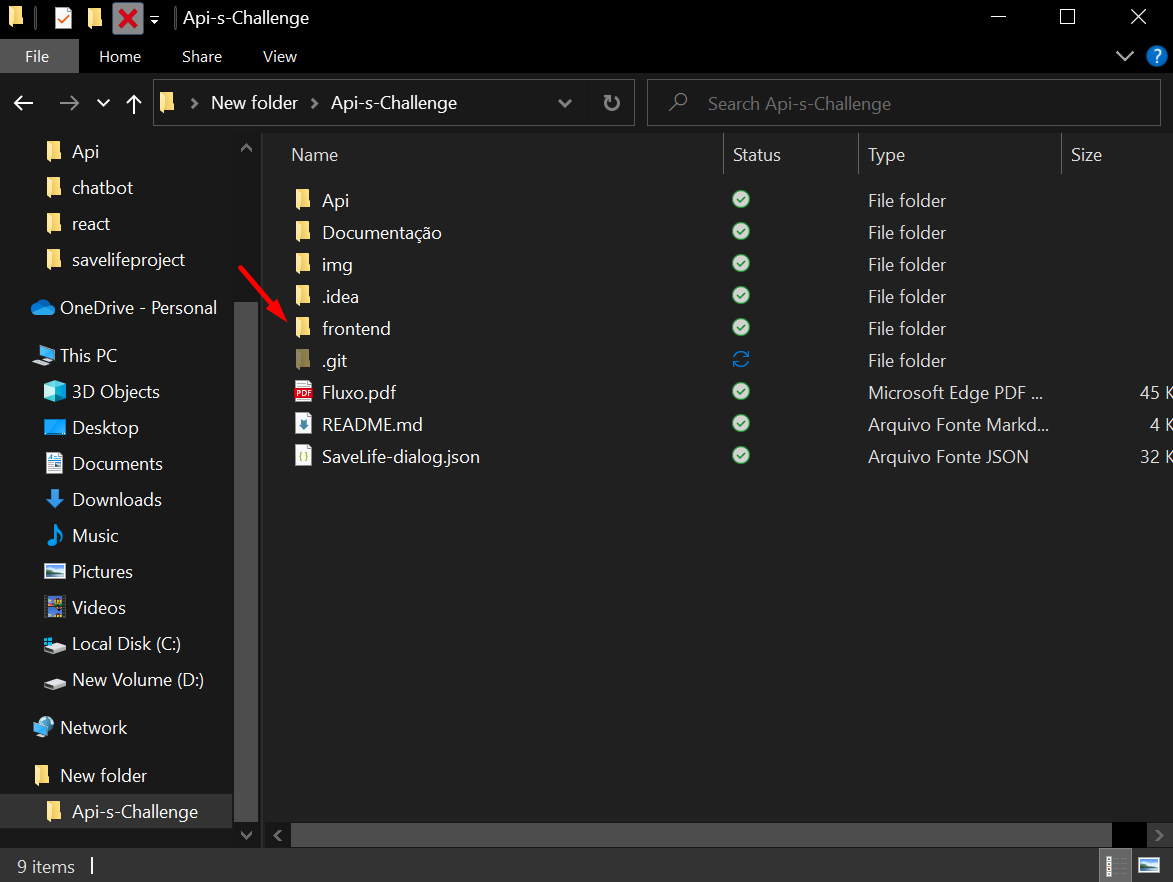 Api-s-Challenge
File Home Share View
?
New folder Api-s-Challenge
Search Api-s-Challenge
Api
chatbot
react
savelifeproject
OneDrive - Personal
This PC
3D Objects
Desktop
Documents
Downloads
Music
Pictures
Videos
Local Disk (C:)
New Volume (D:)
Network
New folder
Api-s-Challenge
Name Status Type Size
Api File folder
Documentação File folder
img File folder
.idea File folder
frontend File folder
.git File folder
PDF Fluxo.pdf Microsoft Edge PDF ... 45 K
README.md Arquivo Fonte Markd... 4 K
SaveLife-dialog.json Arquivo Fonte JSON 32 K
9 items